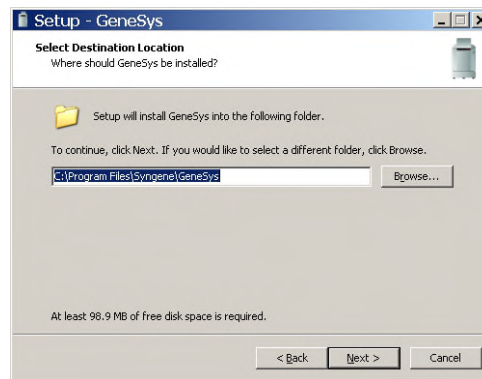 Setup - GeneSys
Select Destination Location
Where should GeneSys be installed?
Setup will install GeneSys into the following folder.
To continue, click Next. If you would like to select a different folder, click Browse.
C:\Program Files\Syngene\GeneSys
Browse...
At least 98.9 MB of free disk space is required.
< Back Next > Cancel